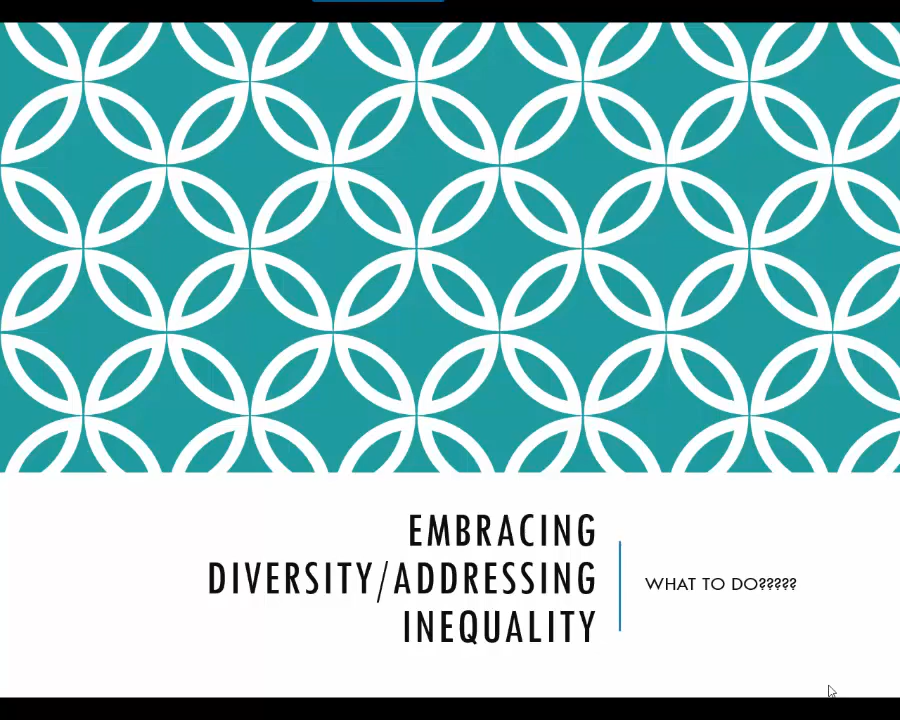 EMBRACING
DIVERSITY/ADDRESSING
INEQUALITY
WHAT TO DO?????